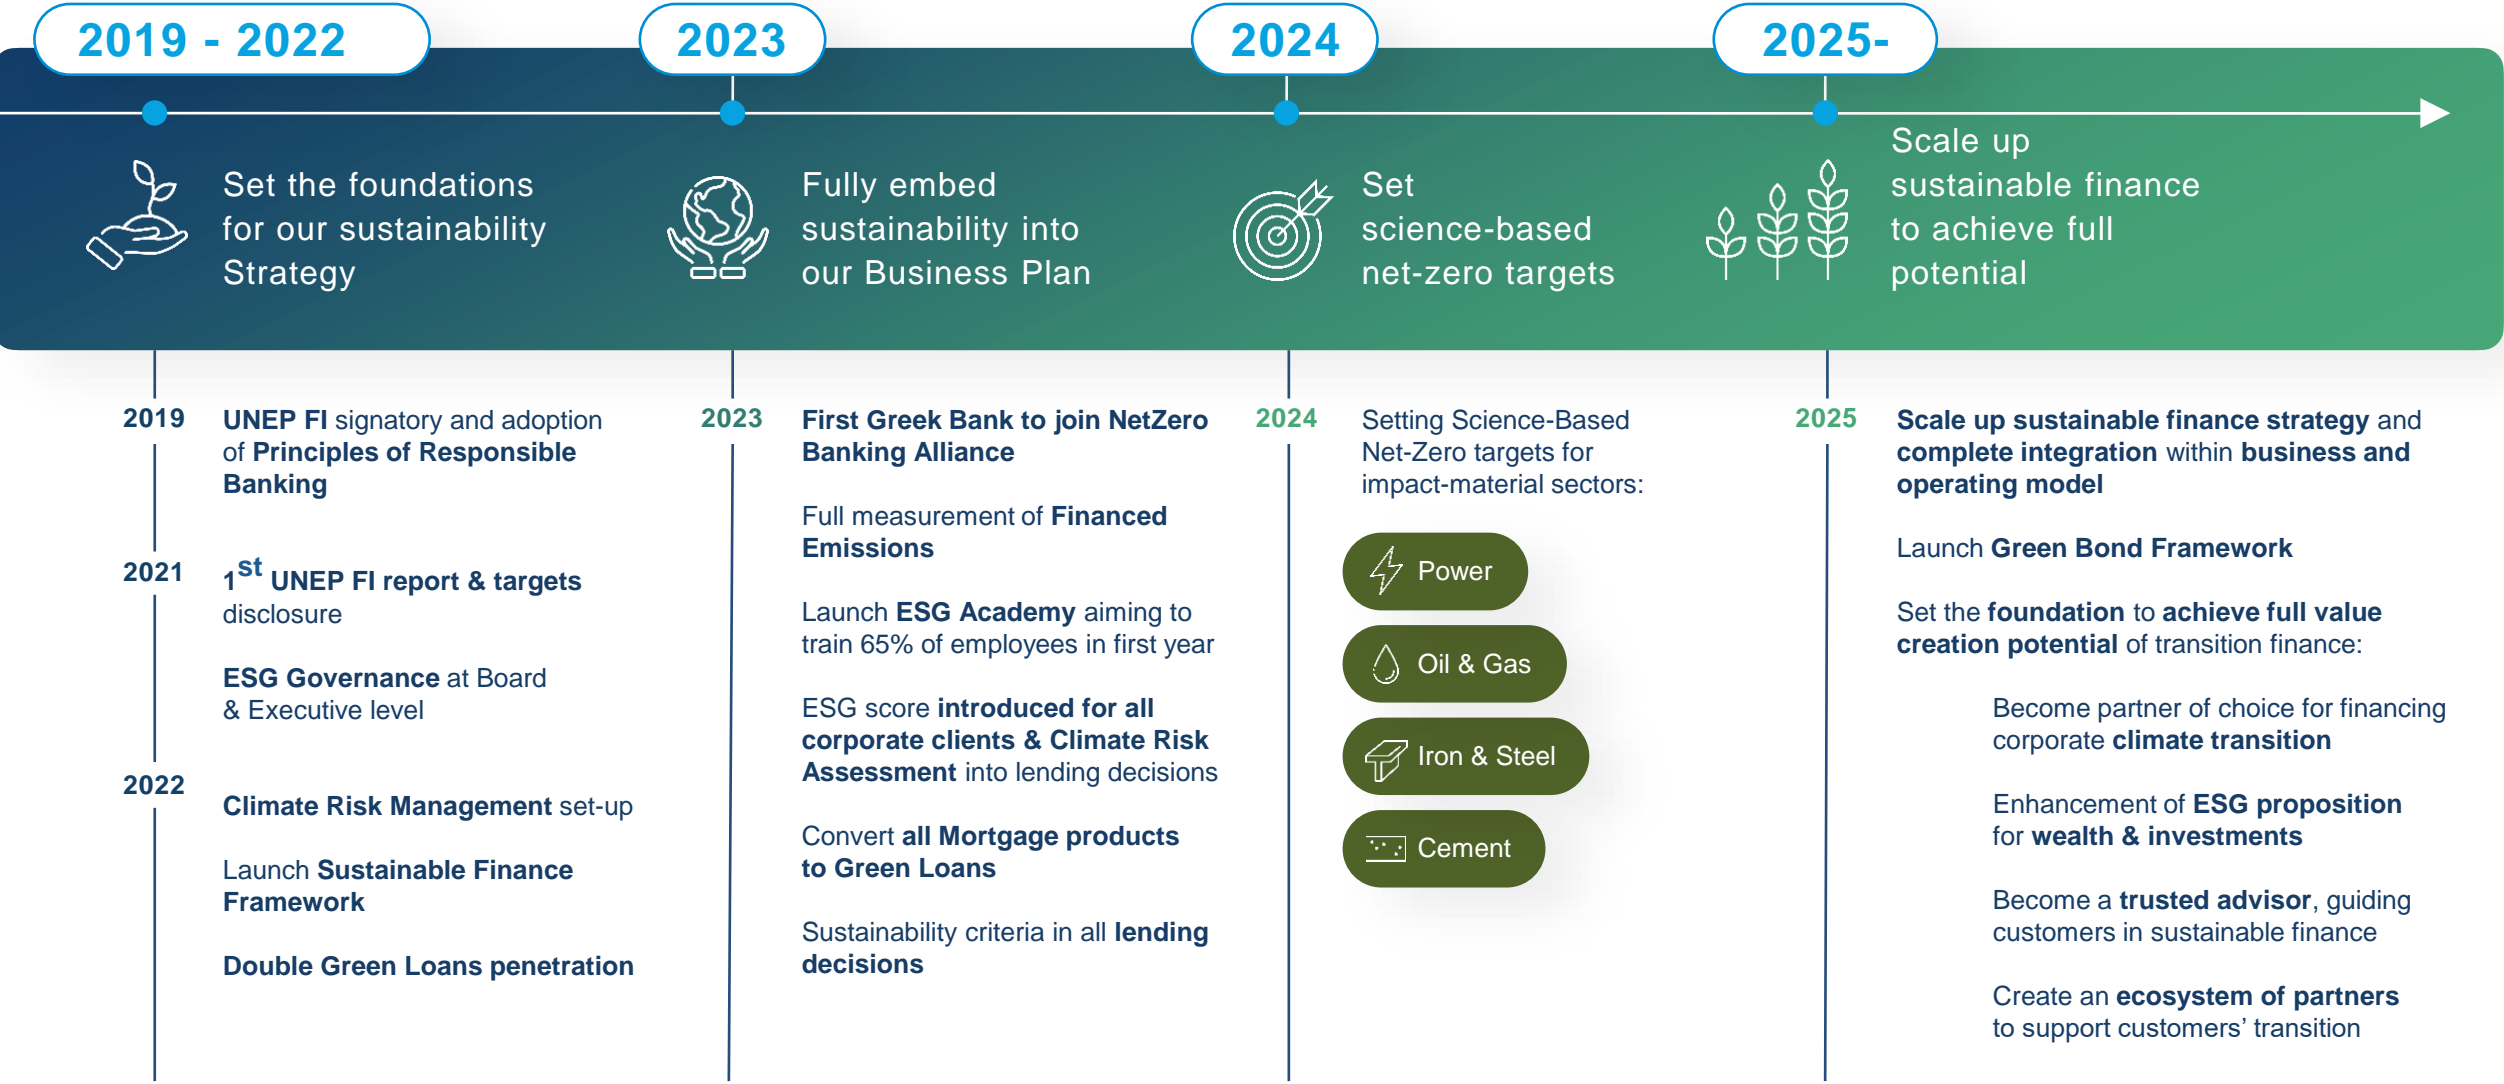 2019 - 2022
2023
2024
2025-
Set the foundations
for our sustainability
Strategy
Fully embed
sustainability into
our Business Plan
Set
science-based
net-zero targets
Scale up
sustainable finance
to achieve full
potential
2019
UNEP FI signatory and adoption
of Principles of Responsible
Banking
2021
1st UNEP FI report & targets
disclosure
ESG Governance at Board
& Executive level
2022
Climate Risk Management set-up
Launch Sustainable Finance
Framework
Double Green Loans penetration
2023
First Greek Bank to join NetZero
Banking Alliance
Full measurement of Financed
Emissions
Launch ESG Academy aiming to
train 65% of employees in first year
ESG score introduced for all
corporate clients & Climate Risk
Assessment into lending decisions
Convert all Mortgage products
to Green Loans
Sustainability criteria in all lending
decisions
2024
Setting Science-Based
Net-Zero targets for
impact-material sectors:
Power
Oil & Gas
Iron & Steel
Cement
2025
Scale up sustainable finance strategy and
complete integration within business and
operating model
Launch Green Bond Framework
Set the foundation to achieve full value
creation potential of transition finance:
Become partner of choice for financing
corporate climate transition
Enhancement of ESG proposition
for wealth & investments
Become a trusted advisor, guiding
customers in sustainable finance
Create an ecosystem of partners
to support customers’ transition